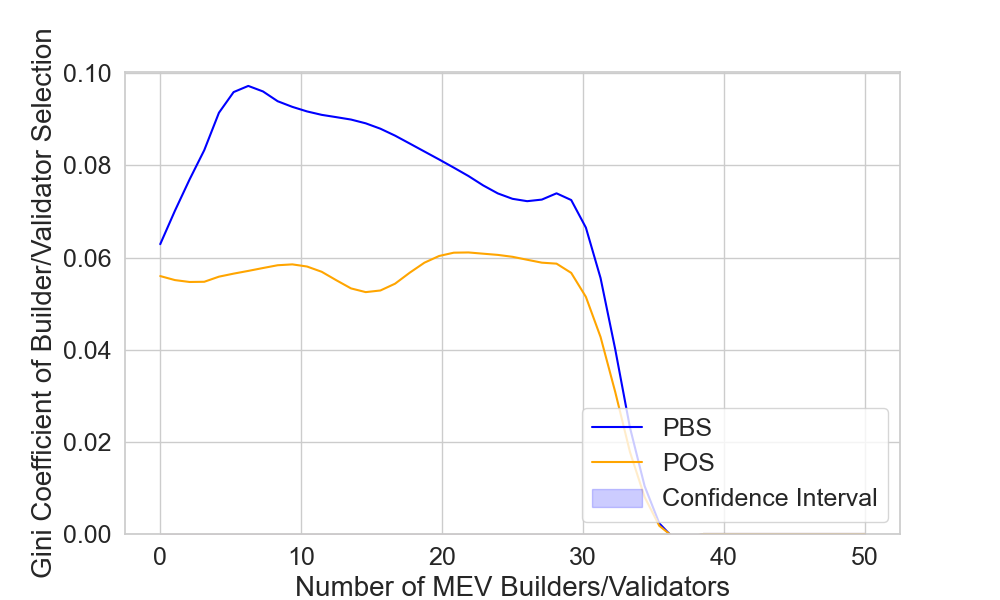 Gini Coefficient of Builder/Validator Selection
0.10
0.08
0.06
0.04
0.02
0.00
0 10 20 30 40 50
Number of MEV Builders/Validators
PBS
POS
Confidence Interval